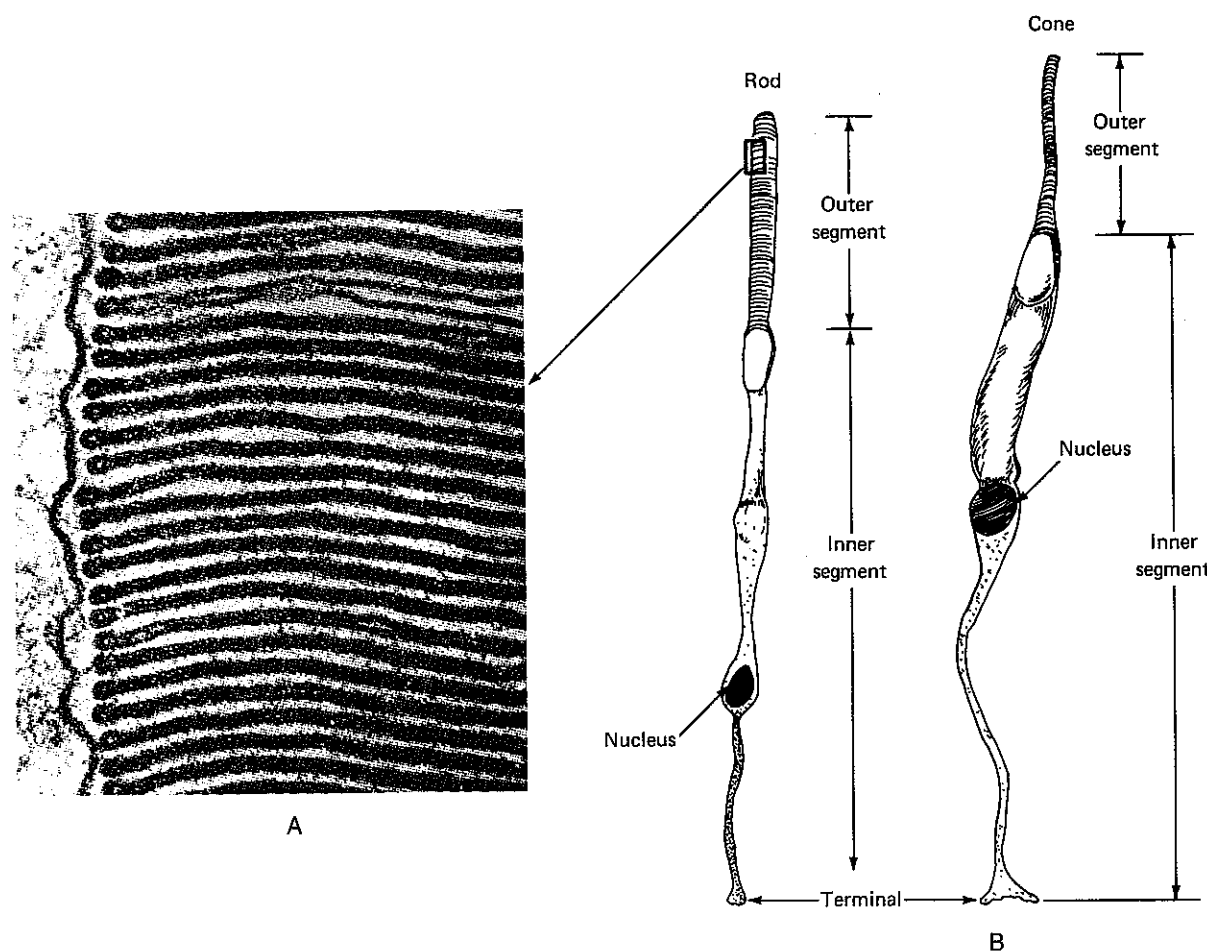 Cone
Rod
Outer
segment
Outer
segment
Nucleus
Inner
segment
Inner
segment
Nucleus
A
Terminal
B